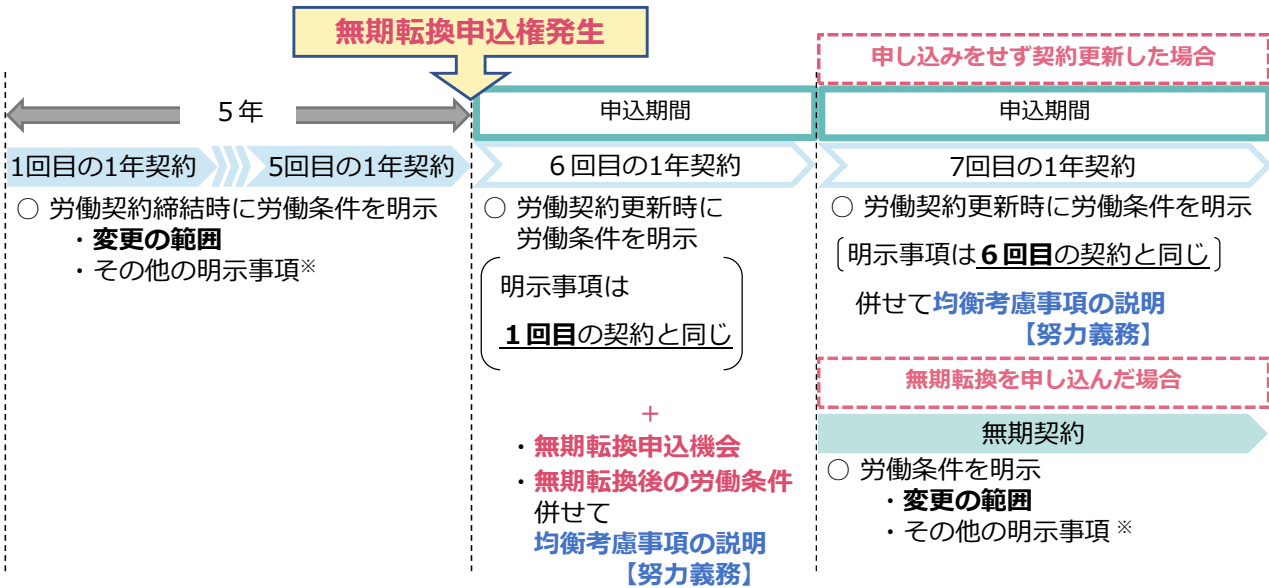 無期転換申込権発生
5年
1回目の1年契約
5回目の1年契約
○ 労働契約締結時に労働条件を明示
・変更の範囲
・その他の明示事項※
申込期間
6回目の1年契約
○ 労働契約更新時に
労働条件を明示
明示事項は
1回目の契約と同じ
+
・無期転換申込機会
・無期転換後の労働条件
併せて
均衡考慮事項の説明
【努力義務】
申し込みをせず契約更新した場合
申込期間
7回目の1年契約
○ 労働契約更新時に労働条件を明示
[明示事項は6回目の契約と同じ]
併せて均衡考慮事項の説明
【努力義務】
無期転換を申し込んだ場合
無期契約
○ 労働条件を明示
・変更の範囲
・その他の明示事項※